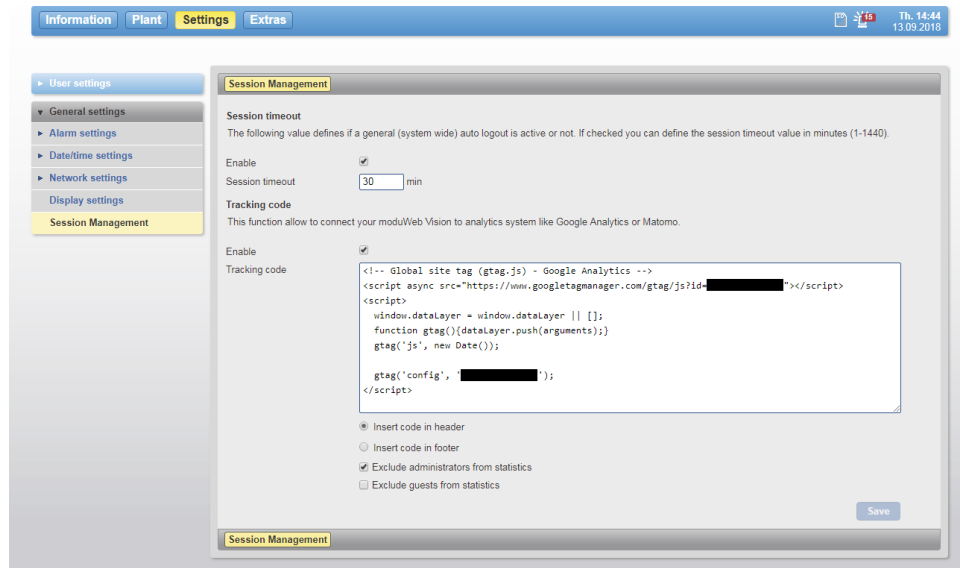 Information Plant Settings Extras
15 Th. 14:44
13.09.2018
User settings
General settings
Alarm settings
Date/time settings
Network settings
Display settings
Session Management
Session Management
Session timeout
The following value defines if a general (system wide) auto logout is active or not. If checked you can define the session timeout value in minutes (1-1440).
Enable
Session timeout 30 min
Tracking code
This function allow to connect your moduWeb Vision to analytics system like Google Analytics or Matomo.
Enable
Tracking code
<!-- Global site tag (gtag.js) - Google Analytics -->
<script async src="https://www.googletagmanager.com/gtag/js?id= "></script>
<script>
window.dataLayer = window.dataLayer || [];
function gtag(){dataLayer.push(arguments);}
gtag('js', new Date());
gtag('config', ' ');
</script>
Insert code in header
Insert code in footer
Exclude administrators from statistics
Exclude guests from statistics
Save
Session Management